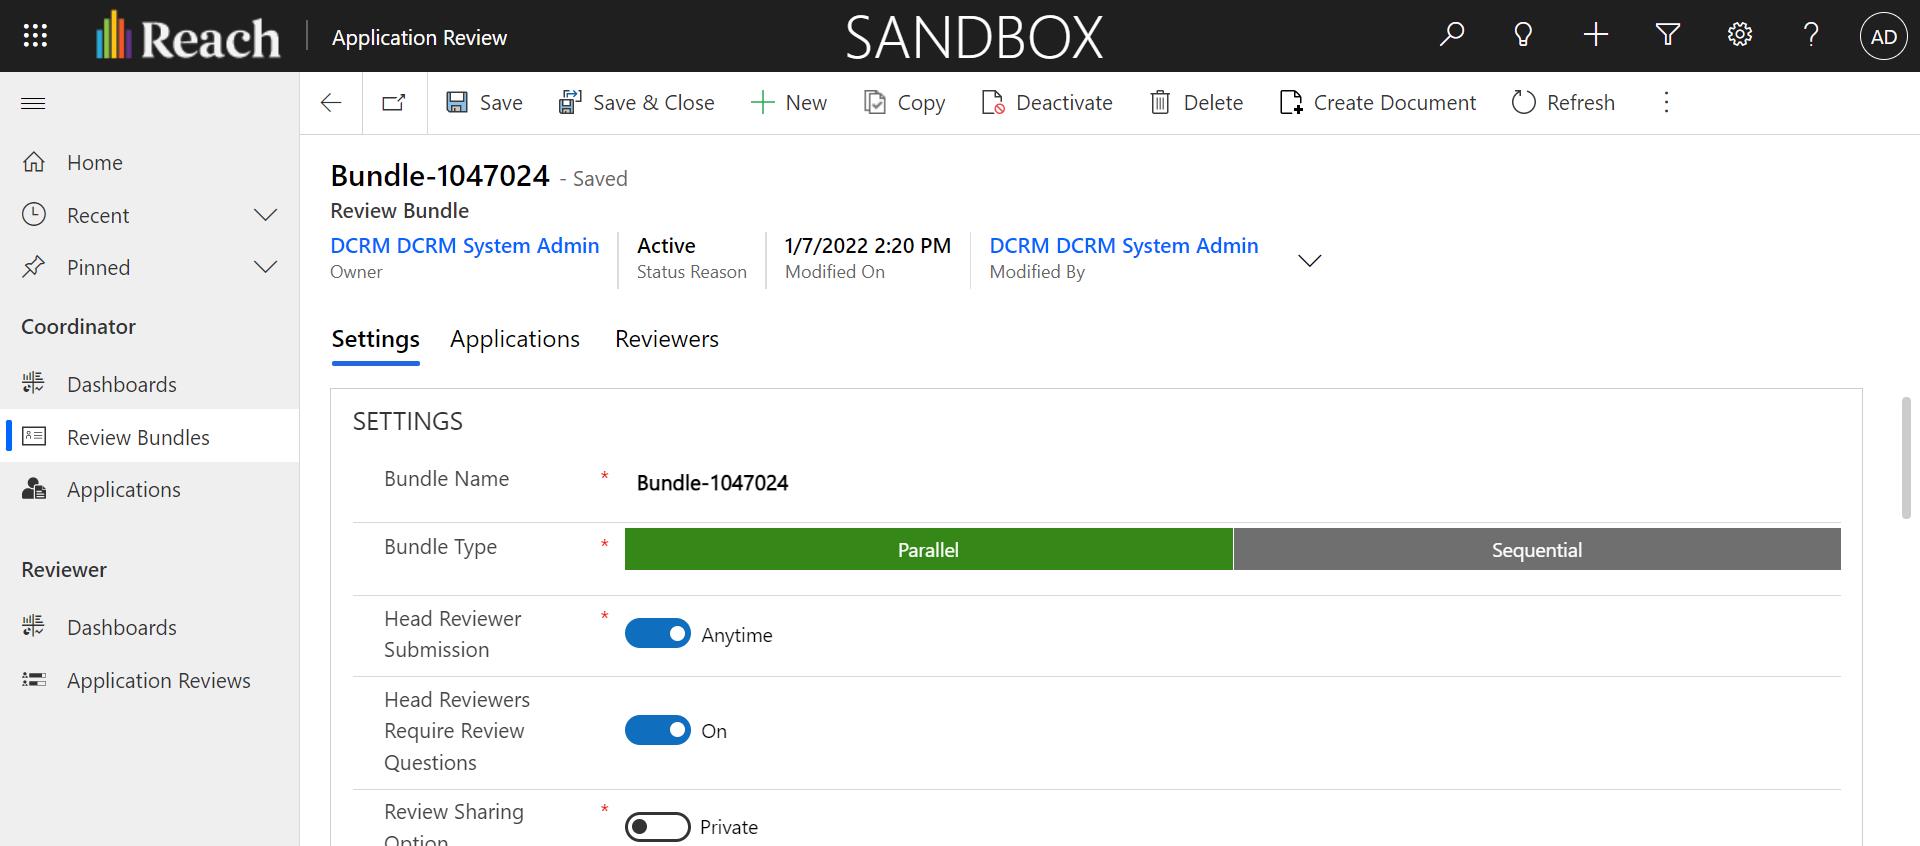 Reach
Application Review
SANDBOX
AD
Save
Save & Close
New
Copy
Deactivate
Delete
Create Document
Refresh
Home
Recent
Pinned
Coordinator
Dashboards
Review Bundles
Applications
Reviewer
Dashboards
Application Reviews
Bundle-1047024 - Saved
Review Bundle
DCRM DCRM System Admin
Owner
Active
Status Reason
1/7/2022 2:20 PM
Modified On
DCRM DCRM System Admin
Modified By
Settings
Applications
Reviewers
SETTINGS
Bundle Name *
Bundle-1047024
Bundle Type *
Parallel
Sequential
Head Reviewer *
Submission
Anytime
Head Reviewers
Require Review
Questions
On
Review Sharing *
Option
Private